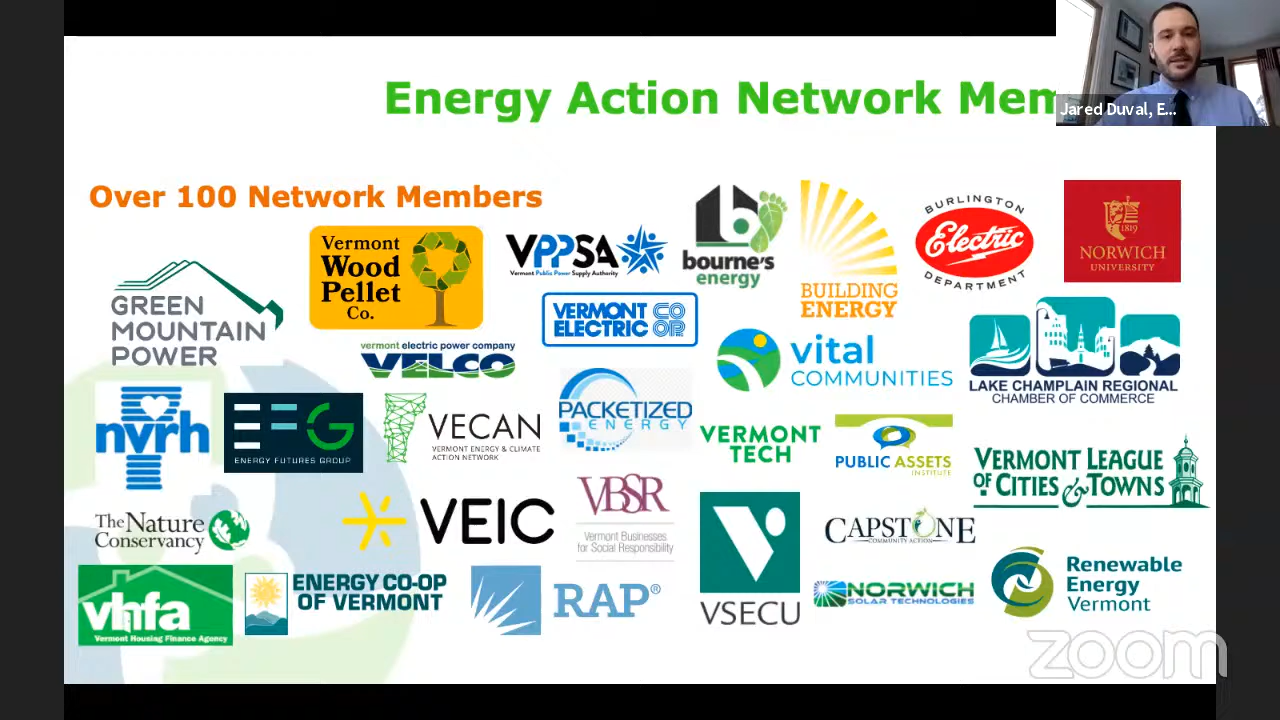 Energy Action Network Mem
Jared Duval, E...
Over 100 Network Members
GREEN
MOUNTAIN
POWER
Vermont
Wood
Pellet
Co.
VPPSA
Vermont Public Power Supply Authority
bourne's
energy
BUILDING
ENERGY
BURLINGTON
Electric
DEPARTMENT
1819
NORWICH
UNIVERSITY
vermont electric power company
VELCO
VERMONT
ELECTRIC
CO
OP
vital
COMMUNITIES
LAKE CHAMPLAIN REGIONAL
CHAMBER OF COMMERCE
nvrh
EFG
ENERGY FUTURES GROUP
VECAN
VERMONT ENERGY & CLIMATE
ACTION NETWORK
PACKETIZED
ENERGY
VERMONT
TECH
PUBLIC ASSETS
INSTITUTE
VERMONT LEAGUE
OF CITIES & TOWNS
The Nature
Conservancy
VEIC
VBSR
Vermont Businesses
for Social Responsibility
VSECU
CAPSTONE
COMMUNITY ACTION
vhfa
Vermont Housing Finance Agency
ENERGY CO-OP
OF VERMONT
RAP®
NORWICH
SOLAR TECHNOLOGIES
Renewable
Energy
Vermont
zoom